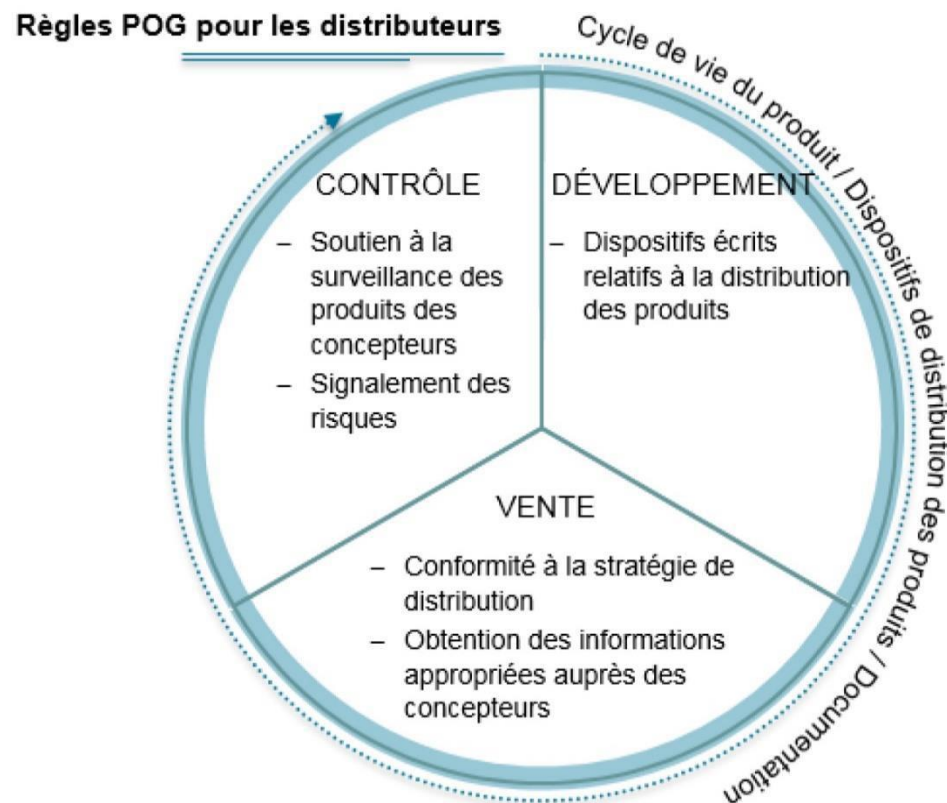 Règles POG pour les distributeurs
Cycle de vie du produit / Dispositifs de distribution des produits / Documentation
CONTRÔLE
– Soutien à la
surveillance des
produits des
concepteurs
– Signalement des
risques
DÉVELOPPEMENT
– Dispositifs écrits
relatifs à la distribution
des produits
VENTE
– Conformité à la stratégie de
distribution
– Obtention des informations
appropriées auprès des
concepteurs